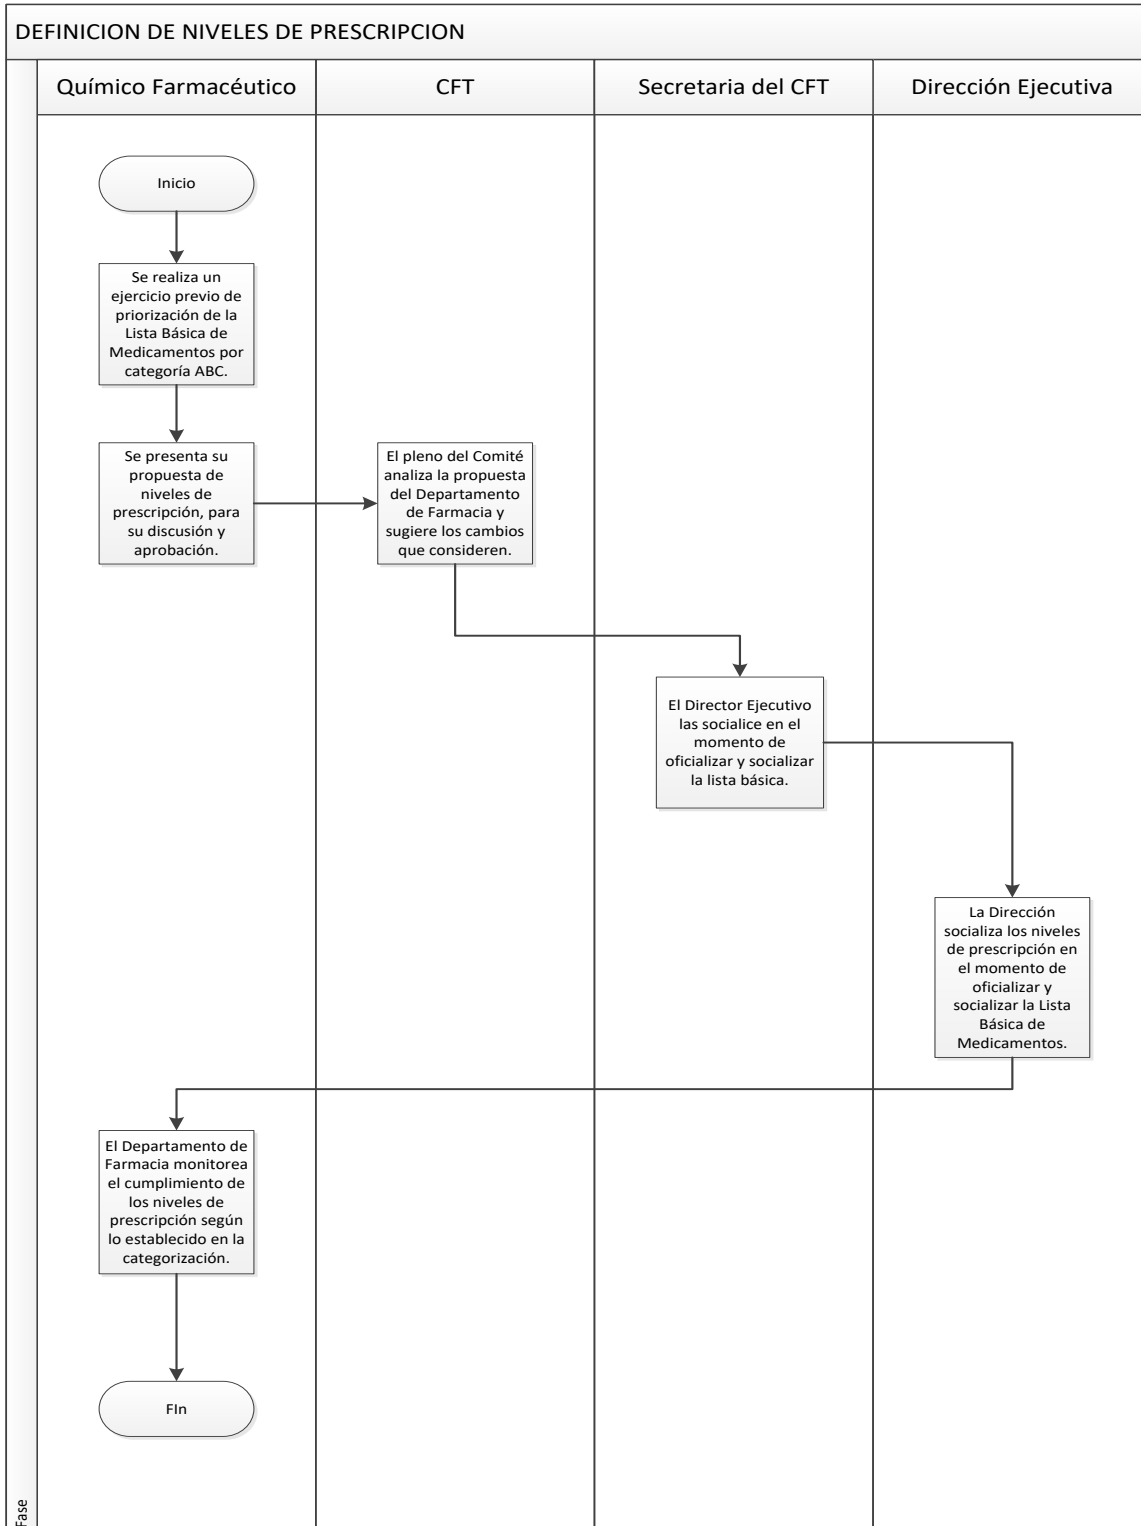 DEFINICION DE NIVELES DE PRESCRIPCION
Químico Farmacéutico
CFT
Secretaria del CFT
Dirección Ejecutiva
Inicio
Se realiza un
ejercicio previo de
priorización de la
Lista Básica de
Medicamentos por
categoría ABC.
Se presenta su
propuesta de
niveles de
prescripción, para
su discusión y
aprobación.
El pleno del Comité
analiza la propuesta
del Departamento
de Farmacia y
sugiere los cambios
que consideren.
El Director Ejecutivo
las socialice en el
momento de
oficializar y socializar
la lista básica.
La Dirección
socializa los niveles
de prescripción en
el momento de
oficializar y
socializar la Lista
Básica de
Medicamentos.
El Departamento de
Farmacia monitorea
el cumplimiento de
los niveles de
prescripción según
lo establecido en la
categorización.
FIn
Fase